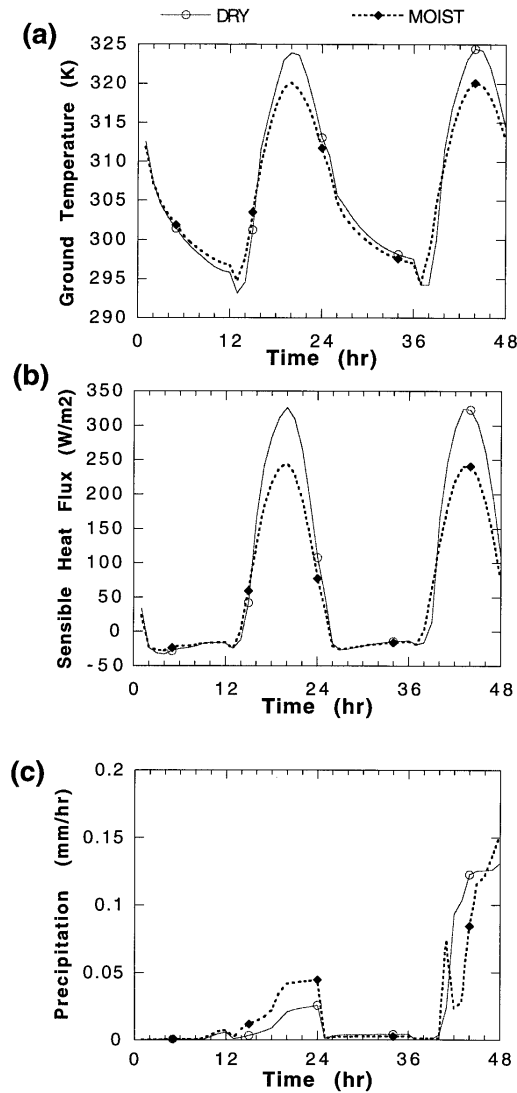 DRY MOIST
(a)
Ground Temperature (K)
325
320
315
310
305
300
295
290
0 12 24 36 48
Time (hr)
(b)
Sensible Heat Flux (W/m2)
350
300
250
200
150
100
50
0
-50
0 12 24 36 48
Time (hr)
(c)
Precipitation (mm/hr)
0.2
0.15
0.1
0.05
0
0 12 24 36 48
Time (hr)